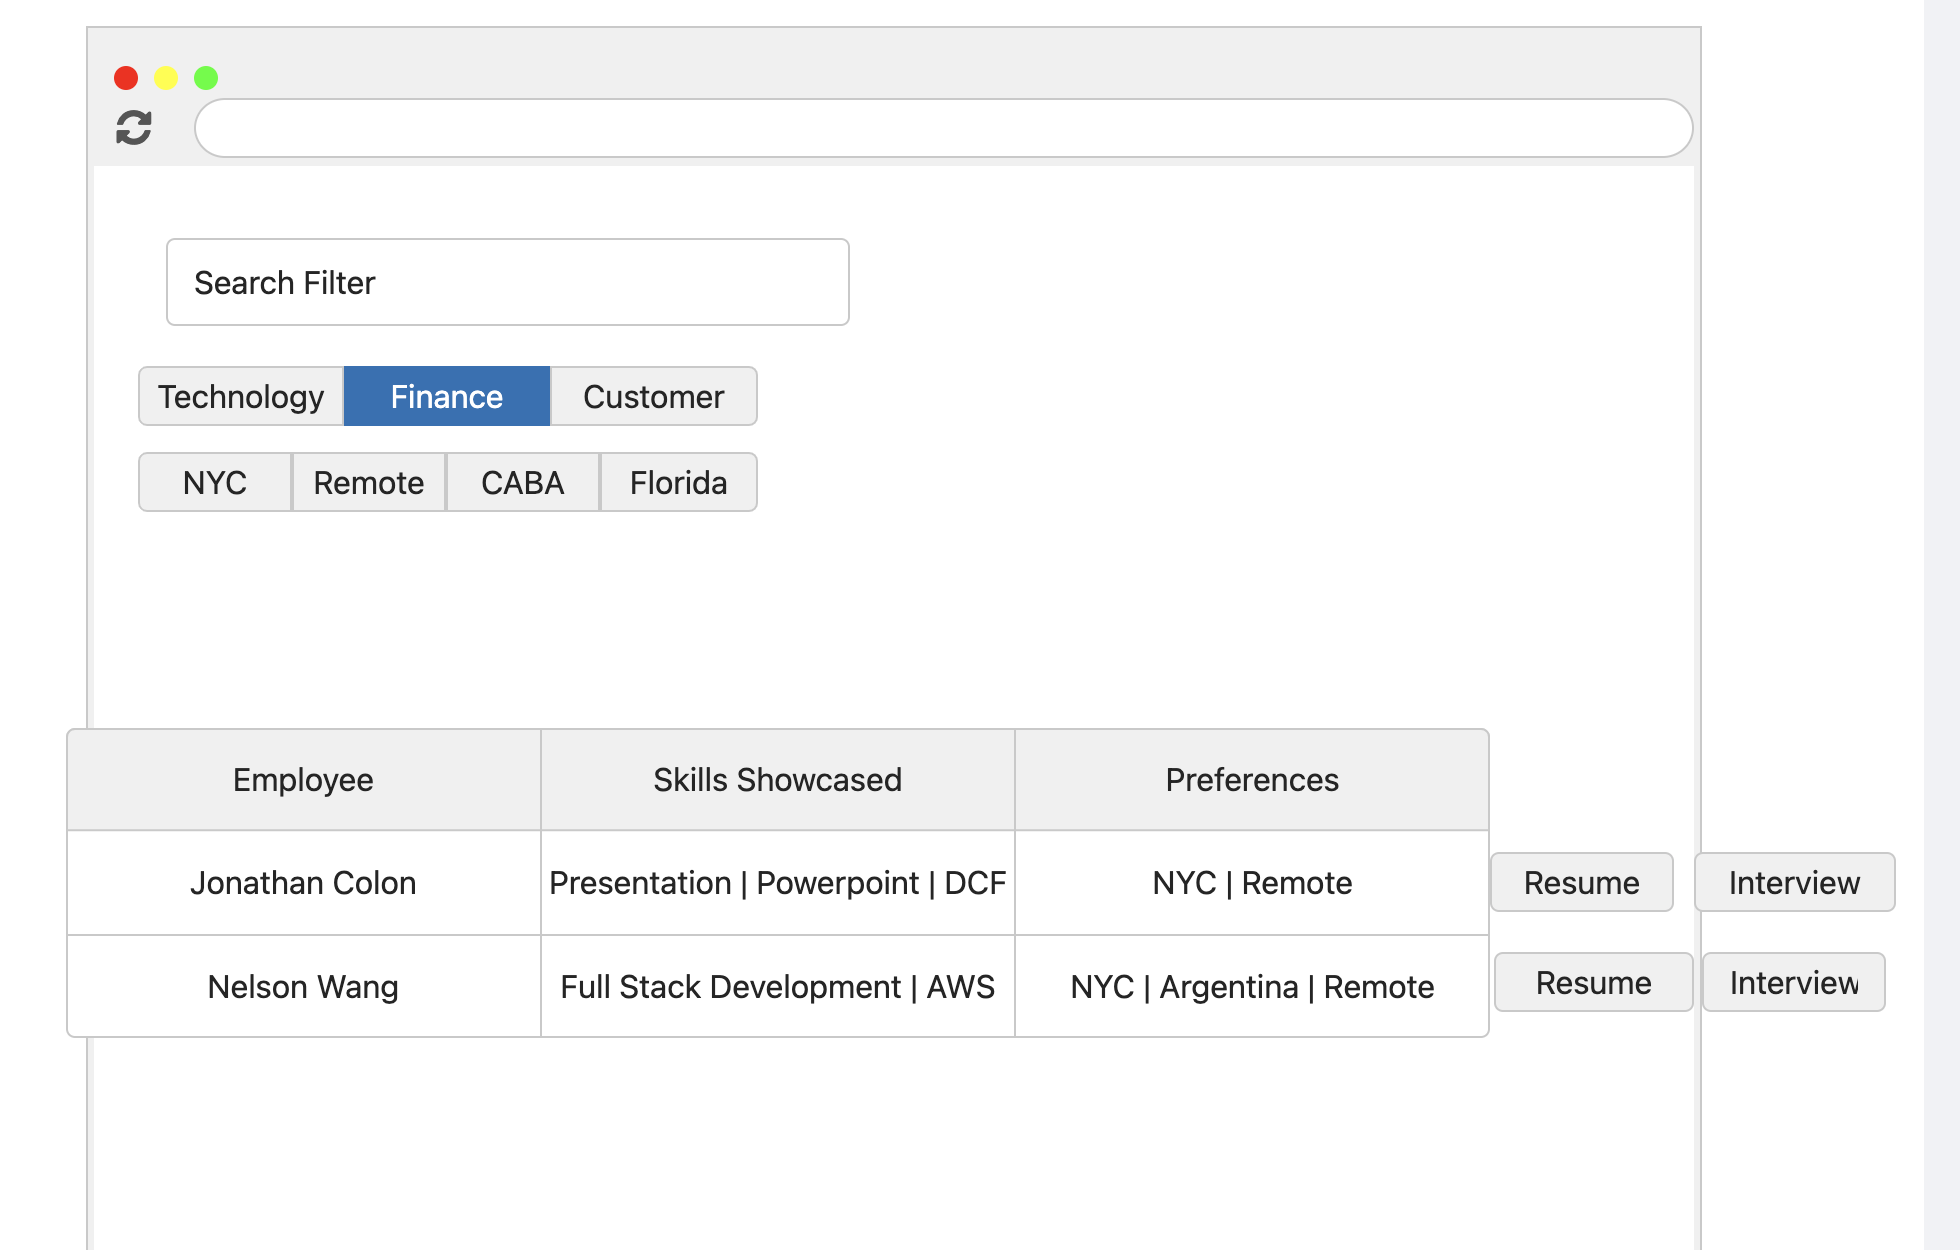 Search Filter
Technology Finance Customer
NYC Remote CABA Florida
Employee Skills Showcased Preferences
Jonathan Colon Presentation | Powerpoint | DCF NYC | Remote Resume Interview
Nelson Wang Full Stack Development | AWS NYC | Argentina | Remote Resume Interview